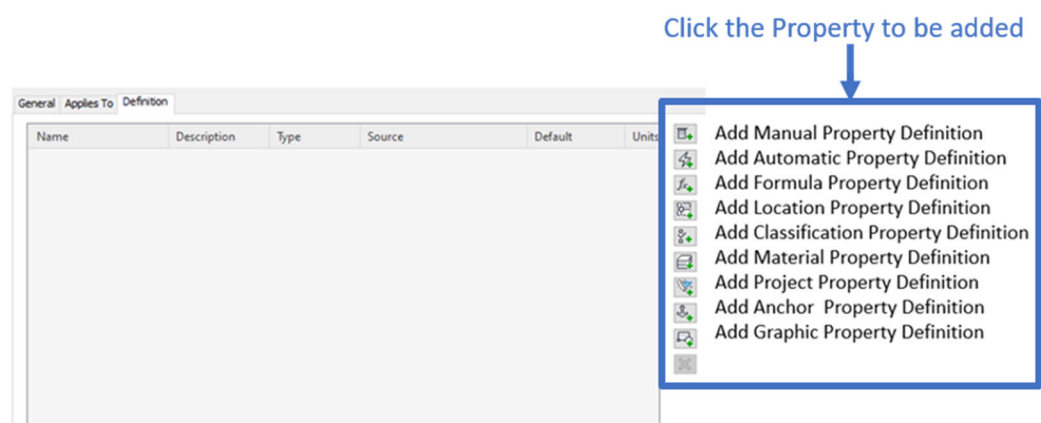 Click the Property to be added
General Applies To Definition
Name Description Type Source Default Units
Add Manual Property Definition
Add Automatic Property Definition
Add Formula Property Definition
Add Location Property Definition
Add Classification Property Definition
Add Material Property Definition
Add Project Property Definition
Add Anchor Property Definition
Add Graphic Property Definition